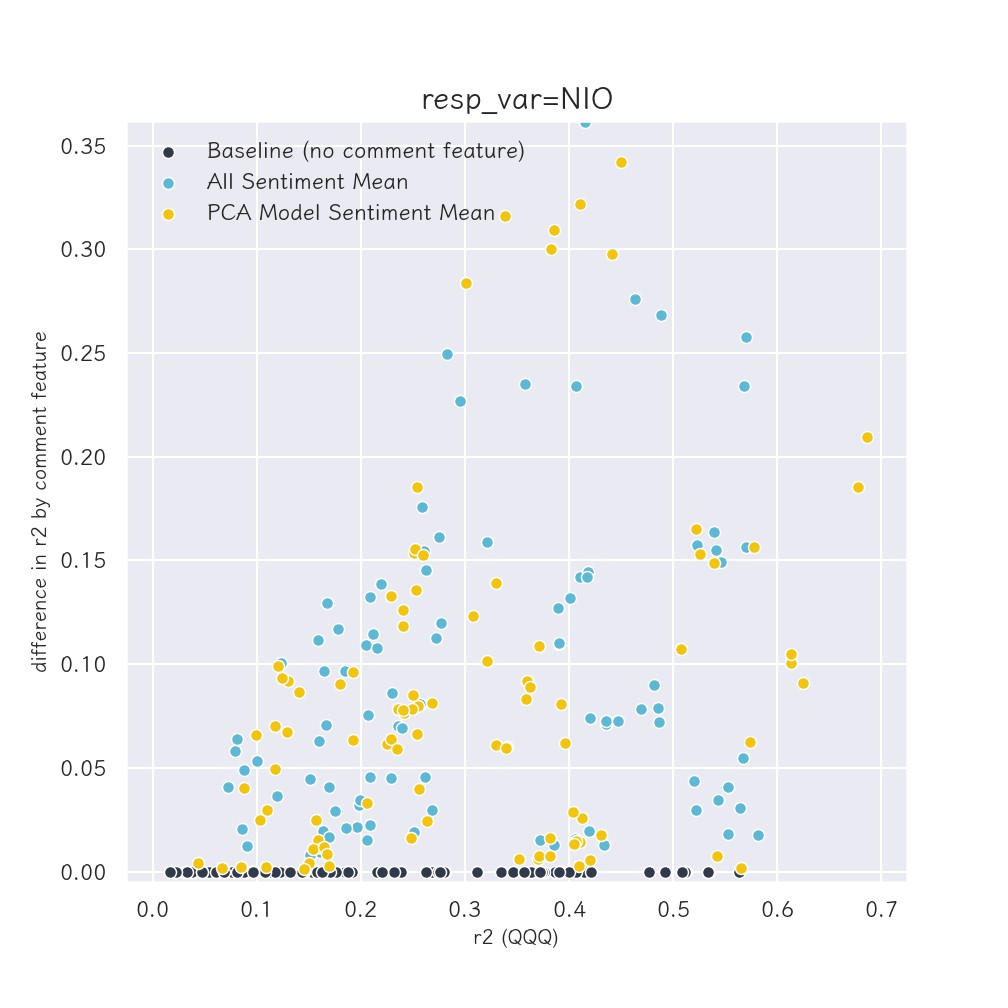 resp_var=NIO
Baseline (no comment feature)
All Sentiment Mean
PCA Model Sentiment Mean
difference in r2 by comment feature
0.35
0.30
0.25
0.20
0.15
0.10
0.05
0.00
0.0 0.1 0.2 0.3 0.4 0.5 0.6 0.7
r2 (QQQ)